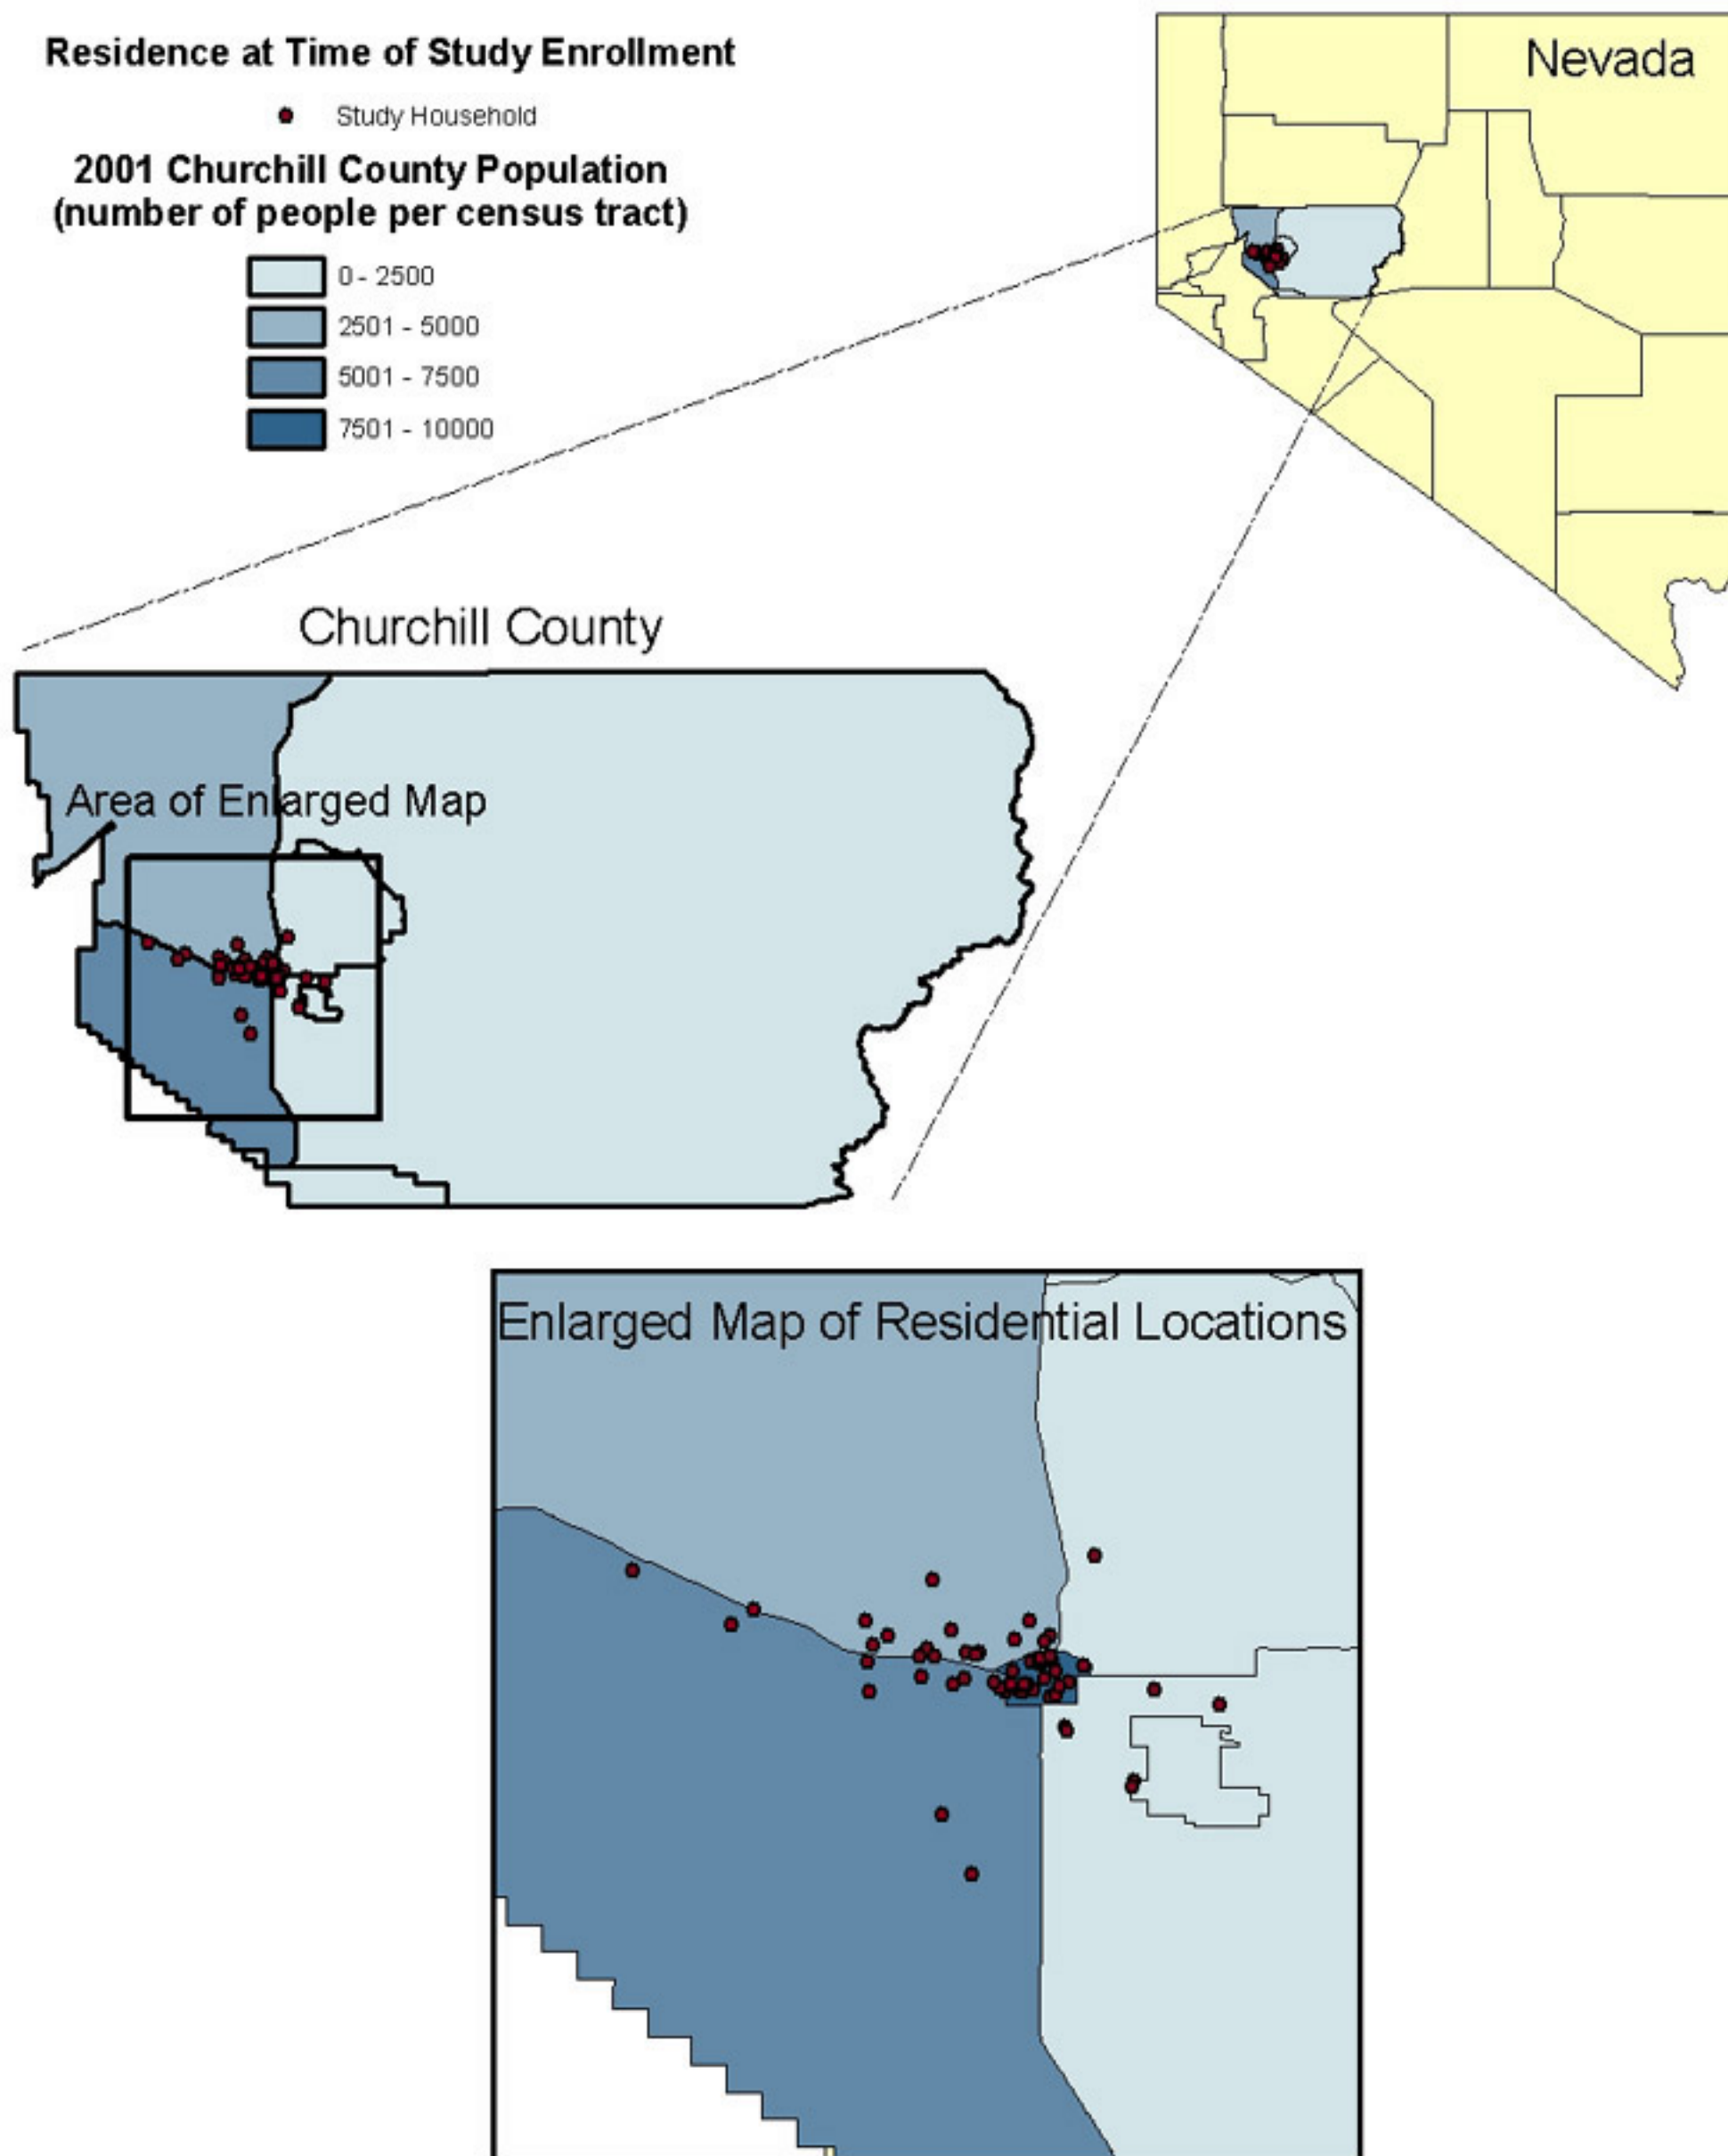 Residence at Time of Study Enrollment
Study Household
2001 Churchill County Population
(number of people per census tract)
0 - 2500
2501 - 5000
5001 - 7500
7501 - 10000
Nevada
Churchill County
Area of Enlarged Map
Enlarged Map of Residential Locations